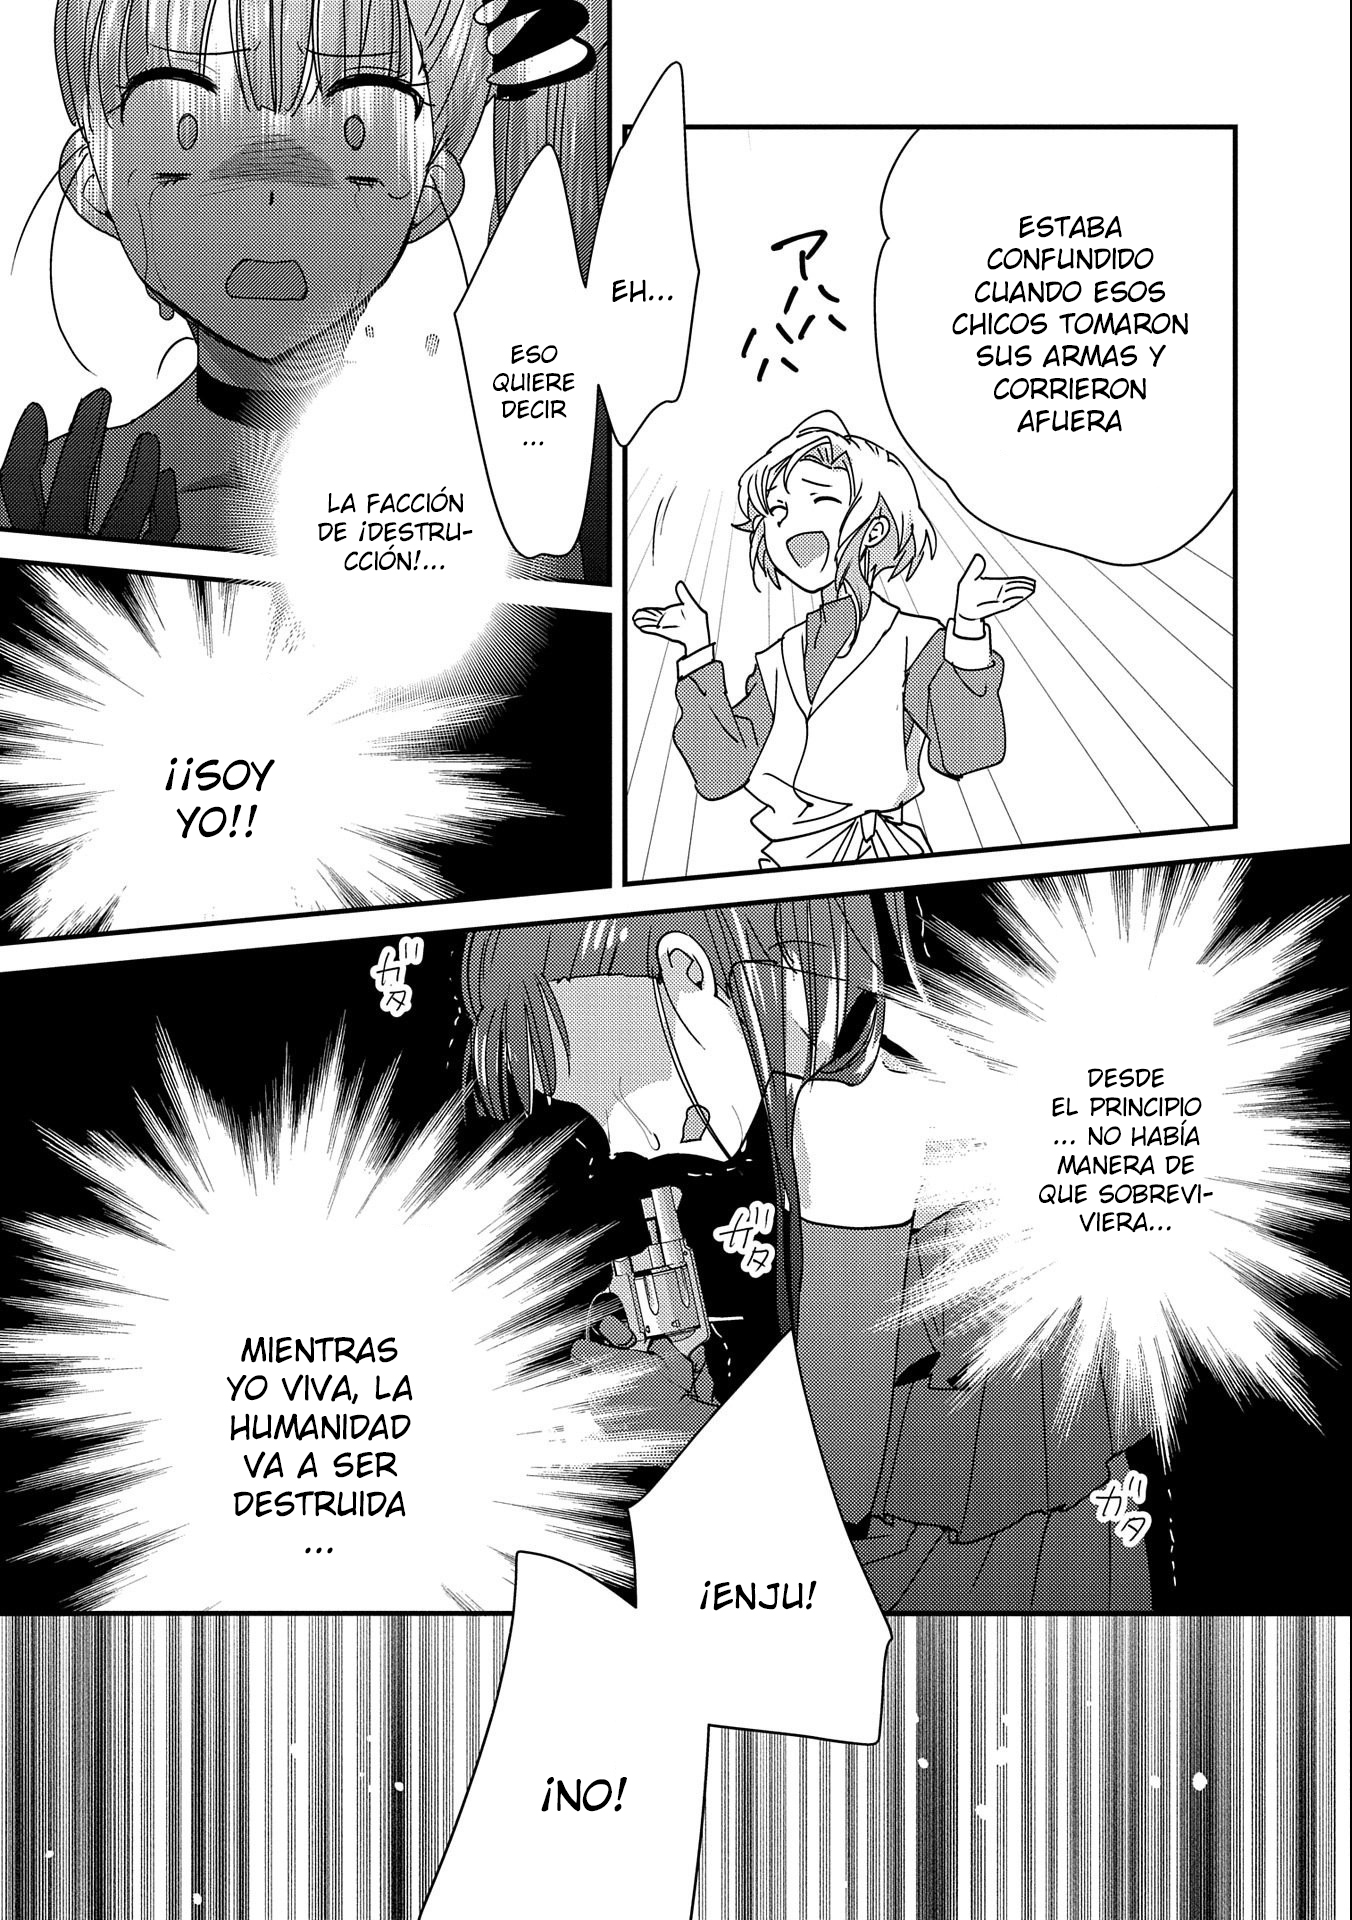 ESTABA
CONFUNDIDO
CUANDO ESOS
CHICOS TOMARON
SUS ARMAS Y
CORRIERON
AFUERA
アハハハハ
EH...
ESO
QUIERE
DECIR
...
LA FACCIÓN
DE ¡DESTRU-
CCIÓN!...
¡¡SOY
YO!!
DESDE
EL PRINCIPIO
... NO HABÍA
MANERA DE
QUE SOBREVI-
VIERA...
ガタ
ガタ
ガタ
MIENTRAS
YO VIVA, LA
HUMANIDAD
VA A SER
DESTRUIDA
...
¡ENJU!
¡NO!